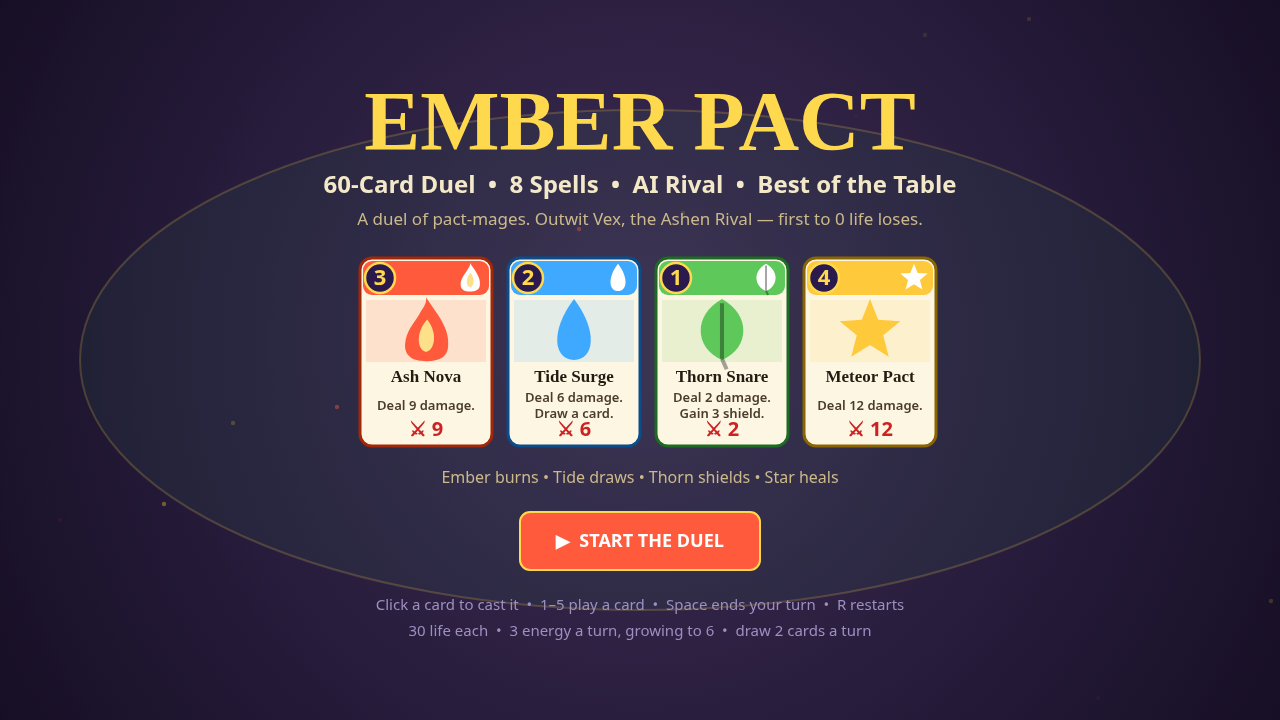 EMBER PACT
60-Card Duel • 8 Spells • AI Rival • Best of the Table
A duel of pact-mages. Outwit Vex, the Ashen Rival — first to 0 life loses.
3
Ash Nova
Deal 9 damage.
⚔ 9
2
Tide Surge
Deal 6 damage.
Draw a card.
⚔ 6
1
Thorn Snare
Deal 2 damage.
Gain 3 shield.
⚔ 2
4
Meteor Pact
Deal 12 damage.
⚔ 12
Ember burns • Tide draws • Thorn shields • Star heals
▶ START THE DUEL
Click a card to cast it • 1–5 play a card • Space ends your turn • R restarts
30 life each • 3 energy a turn, growing to 6 • draw 2 cards a turn